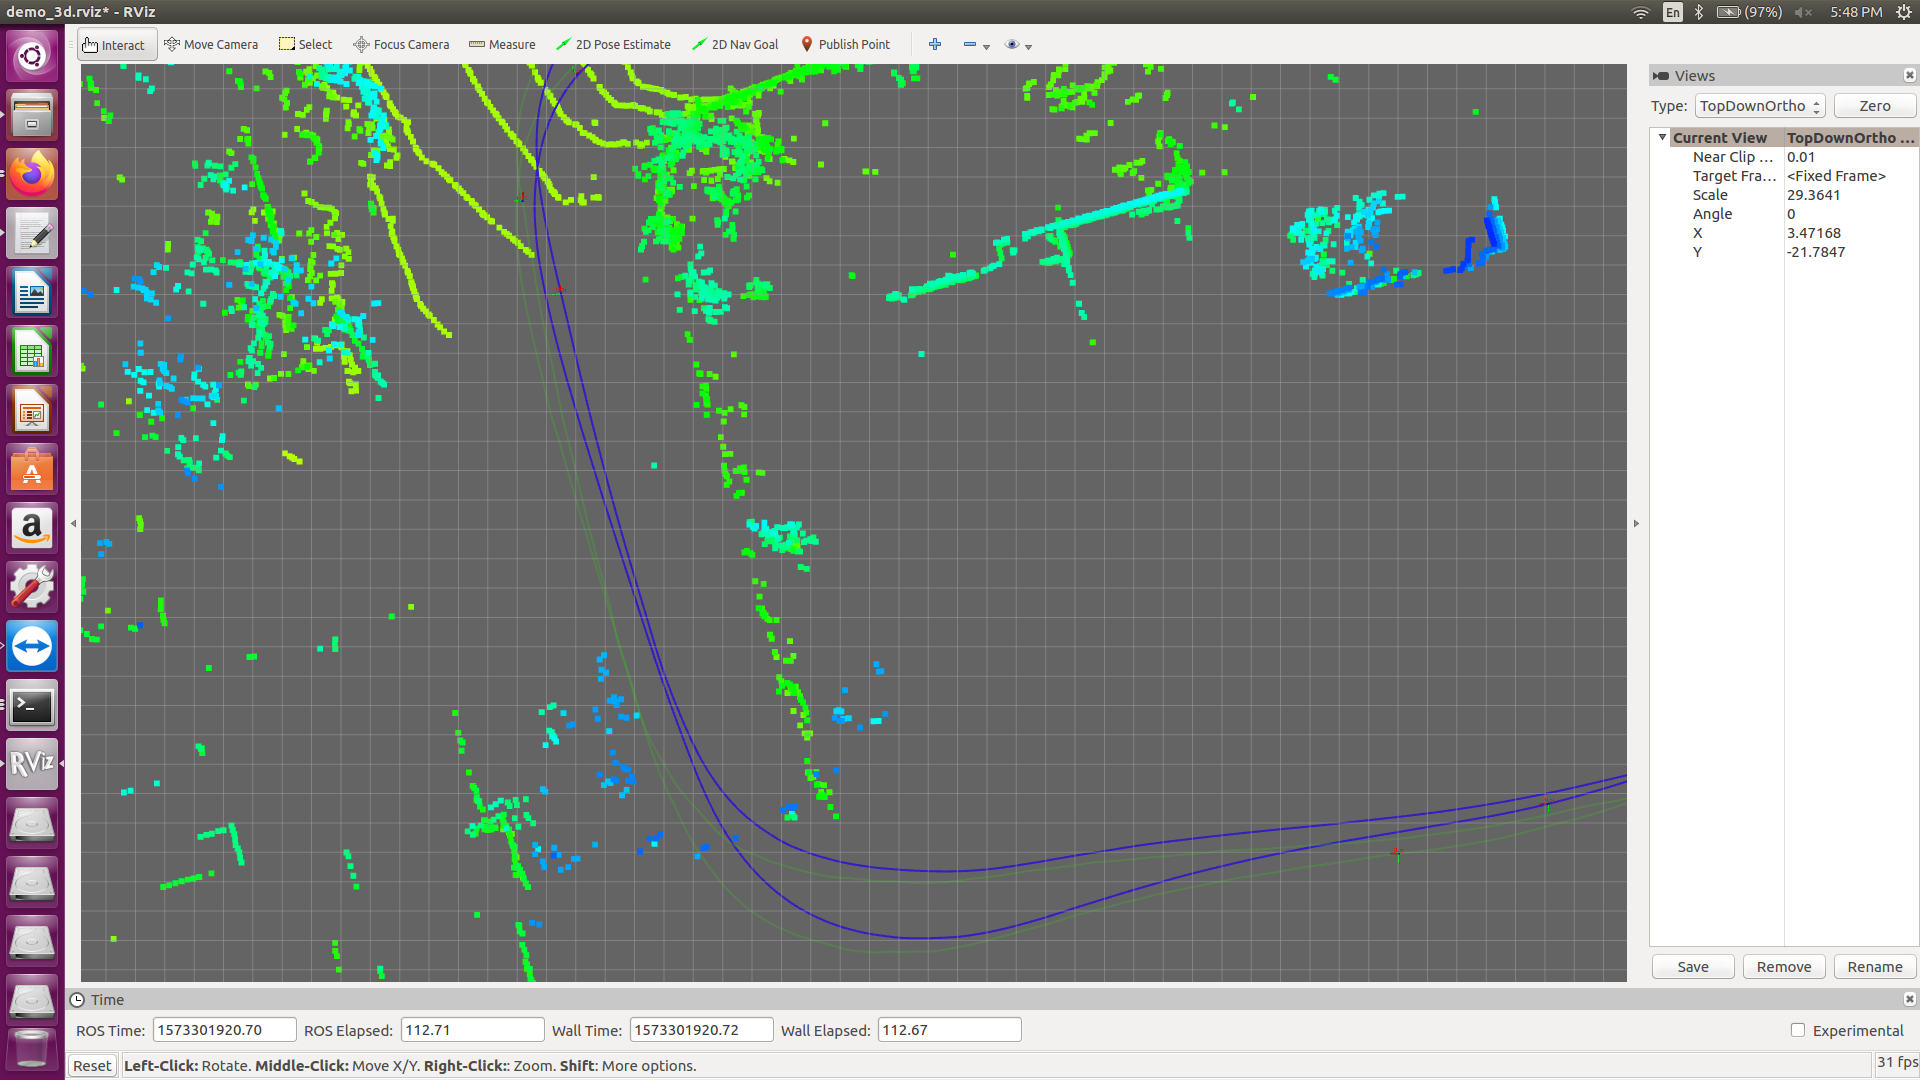 demo_3d.rviz* - RViz
En
(97%)
5:48 PM
Interact
Move Camera
Select
Focus Camera
Measure
2D Pose Estimate
2D Nav Goal
Publish Point
Views
Type: TopDownOrtho Zero
Current View TopDownOrtho ...
Near Clip ... 0.01
Target Fra... <Fixed Frame>
Scale 29.3641
Angle 0
X 3.47168
Y -21.7847
Save Remove Rename
RViz
Time
ROS Time: 1573301920.70 ROS Elapsed: 112.71 Wall Time: 1573301920.72 Wall Elapsed: 112.67 Experimental
Reset Left-Click: Rotate. Middle-Click: Move X/Y. Right-Click:: Zoom. Shift: More options. 31 fps